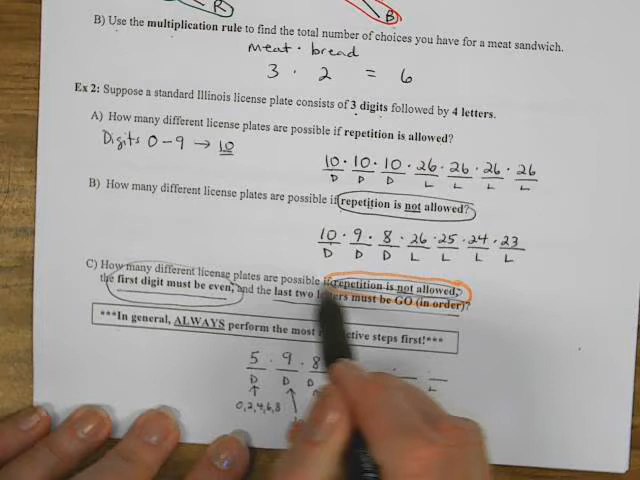 R
B
B) Use the multiplication rule to find the total number of choices you have for a meat sandwich.
meat · bread
3 · 2 = 6
Ex 2: Suppose a standard Illinois license plate consists of 3 digits followed by 4 letters.
A) How many different license plates are possible if repetition is allowed?
Digits 0-9 → 10
10 · 10 · 10 · 26 · 26 · 26 · 26
D D D L L L L
B) How many different license plates are possible if repetition is not allowed?
10 · 9 · 8 · 26 · 25 · 24 · 23
D D D L L L L
C) How many different license plates are possible if repetition is not allowed,
the first digit must be even, and the last two letters must be GO (in order)?
***In general, ALWAYS perform the most steps first!***
5 · 9 · 8 · ·
D D D L
0,2,4,6,8